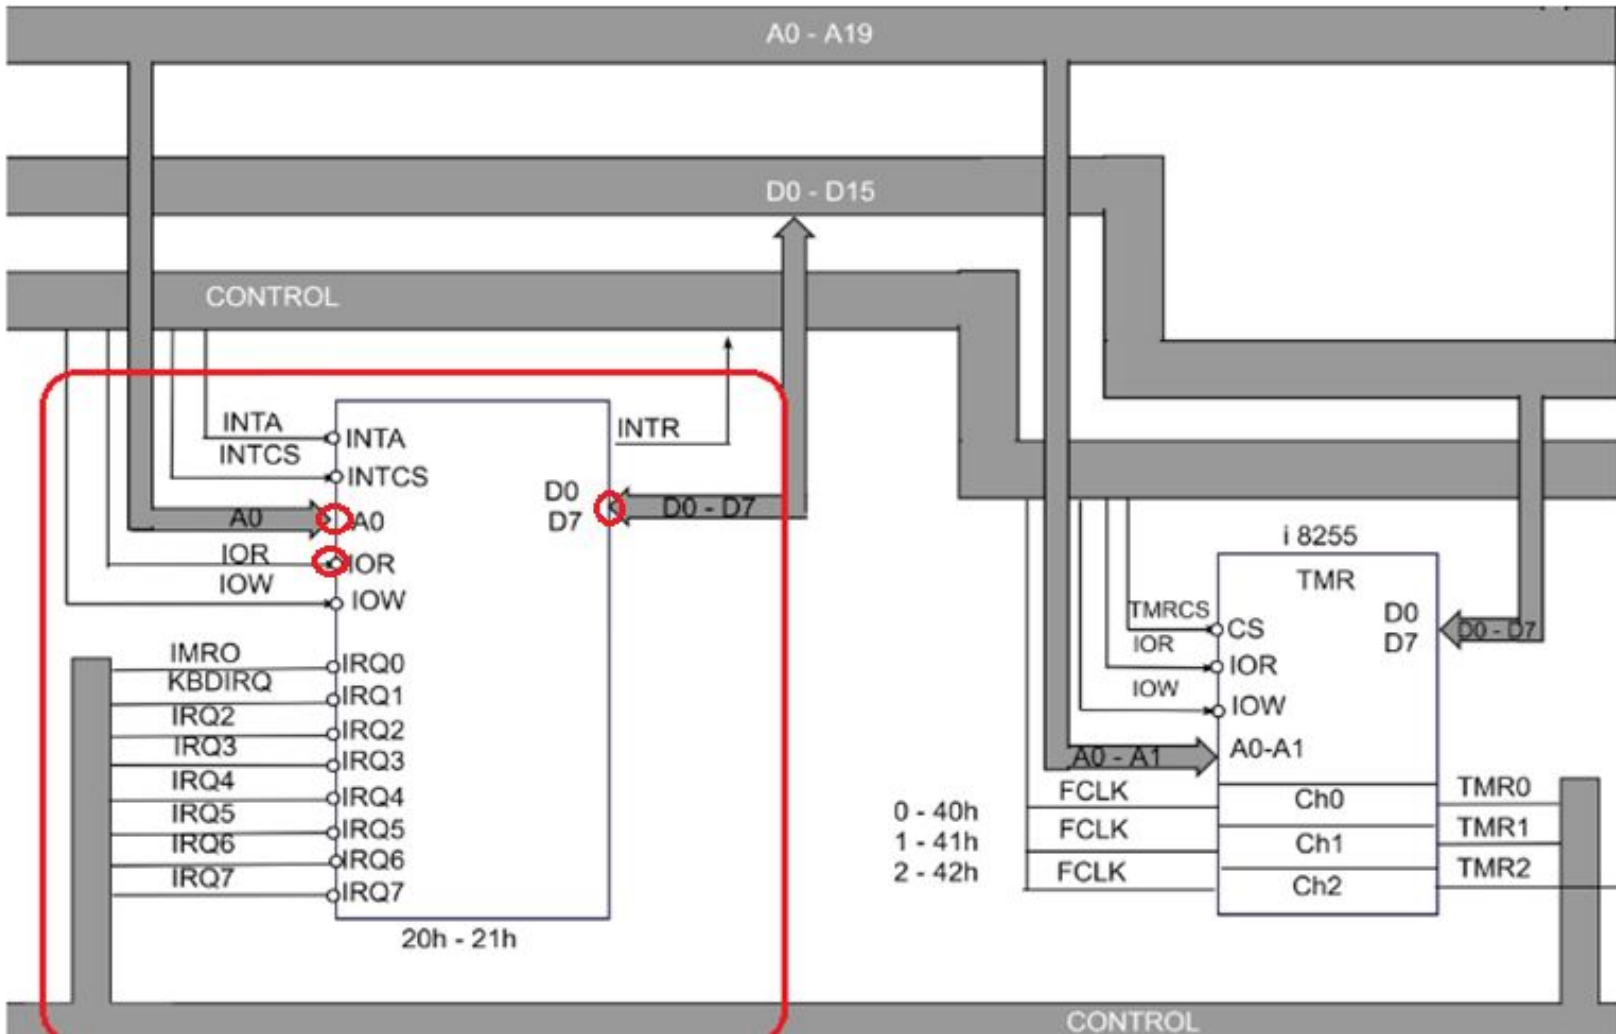 A0 - A19
D0 - D15
CONTROL
INTA
INTCS
A0
IOR
IOW
INTA
INTCS
A0
IOR
IOW
INTR
D0
D7
D0 - D7
IMRO
KBDIRQ
IRQ2
IRQ3
IRQ4
IRQ5
IRQ6
IRQ7
IRQ0
IRQ1
IRQ2
IRQ3
IRQ4
IRQ5
IRQ6
IRQ7
20h - 21h
i 8255
TMR
TMRCS
IOR
IOW
A0 - A1
CS
IOR
IOW
A0-A1
D0
D7
D0 - D7
0 - 40h
1 - 41h
2 - 42h
FCLK
FCLK
FCLK
Ch0
Ch1
Ch2
TMR0
TMR1
TMR2
CONTROL